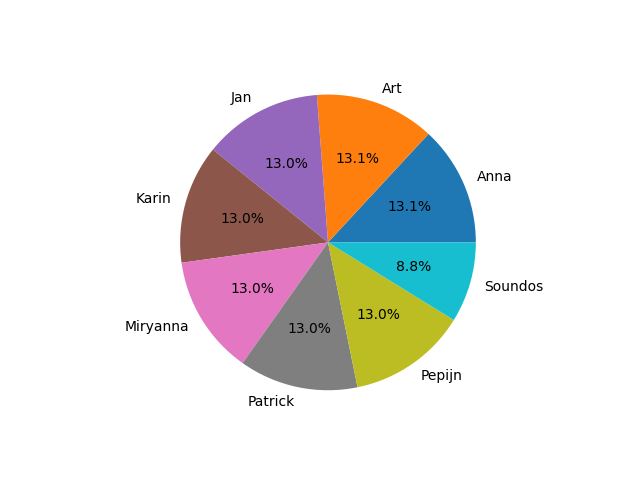 Art
Jan
13.1%
13.0%
Anna
Karin
13.1%
13.0%
8.8%
Soundos
13.0%
13.0%
Miryanna
13.0%
Pepijn
Patrick